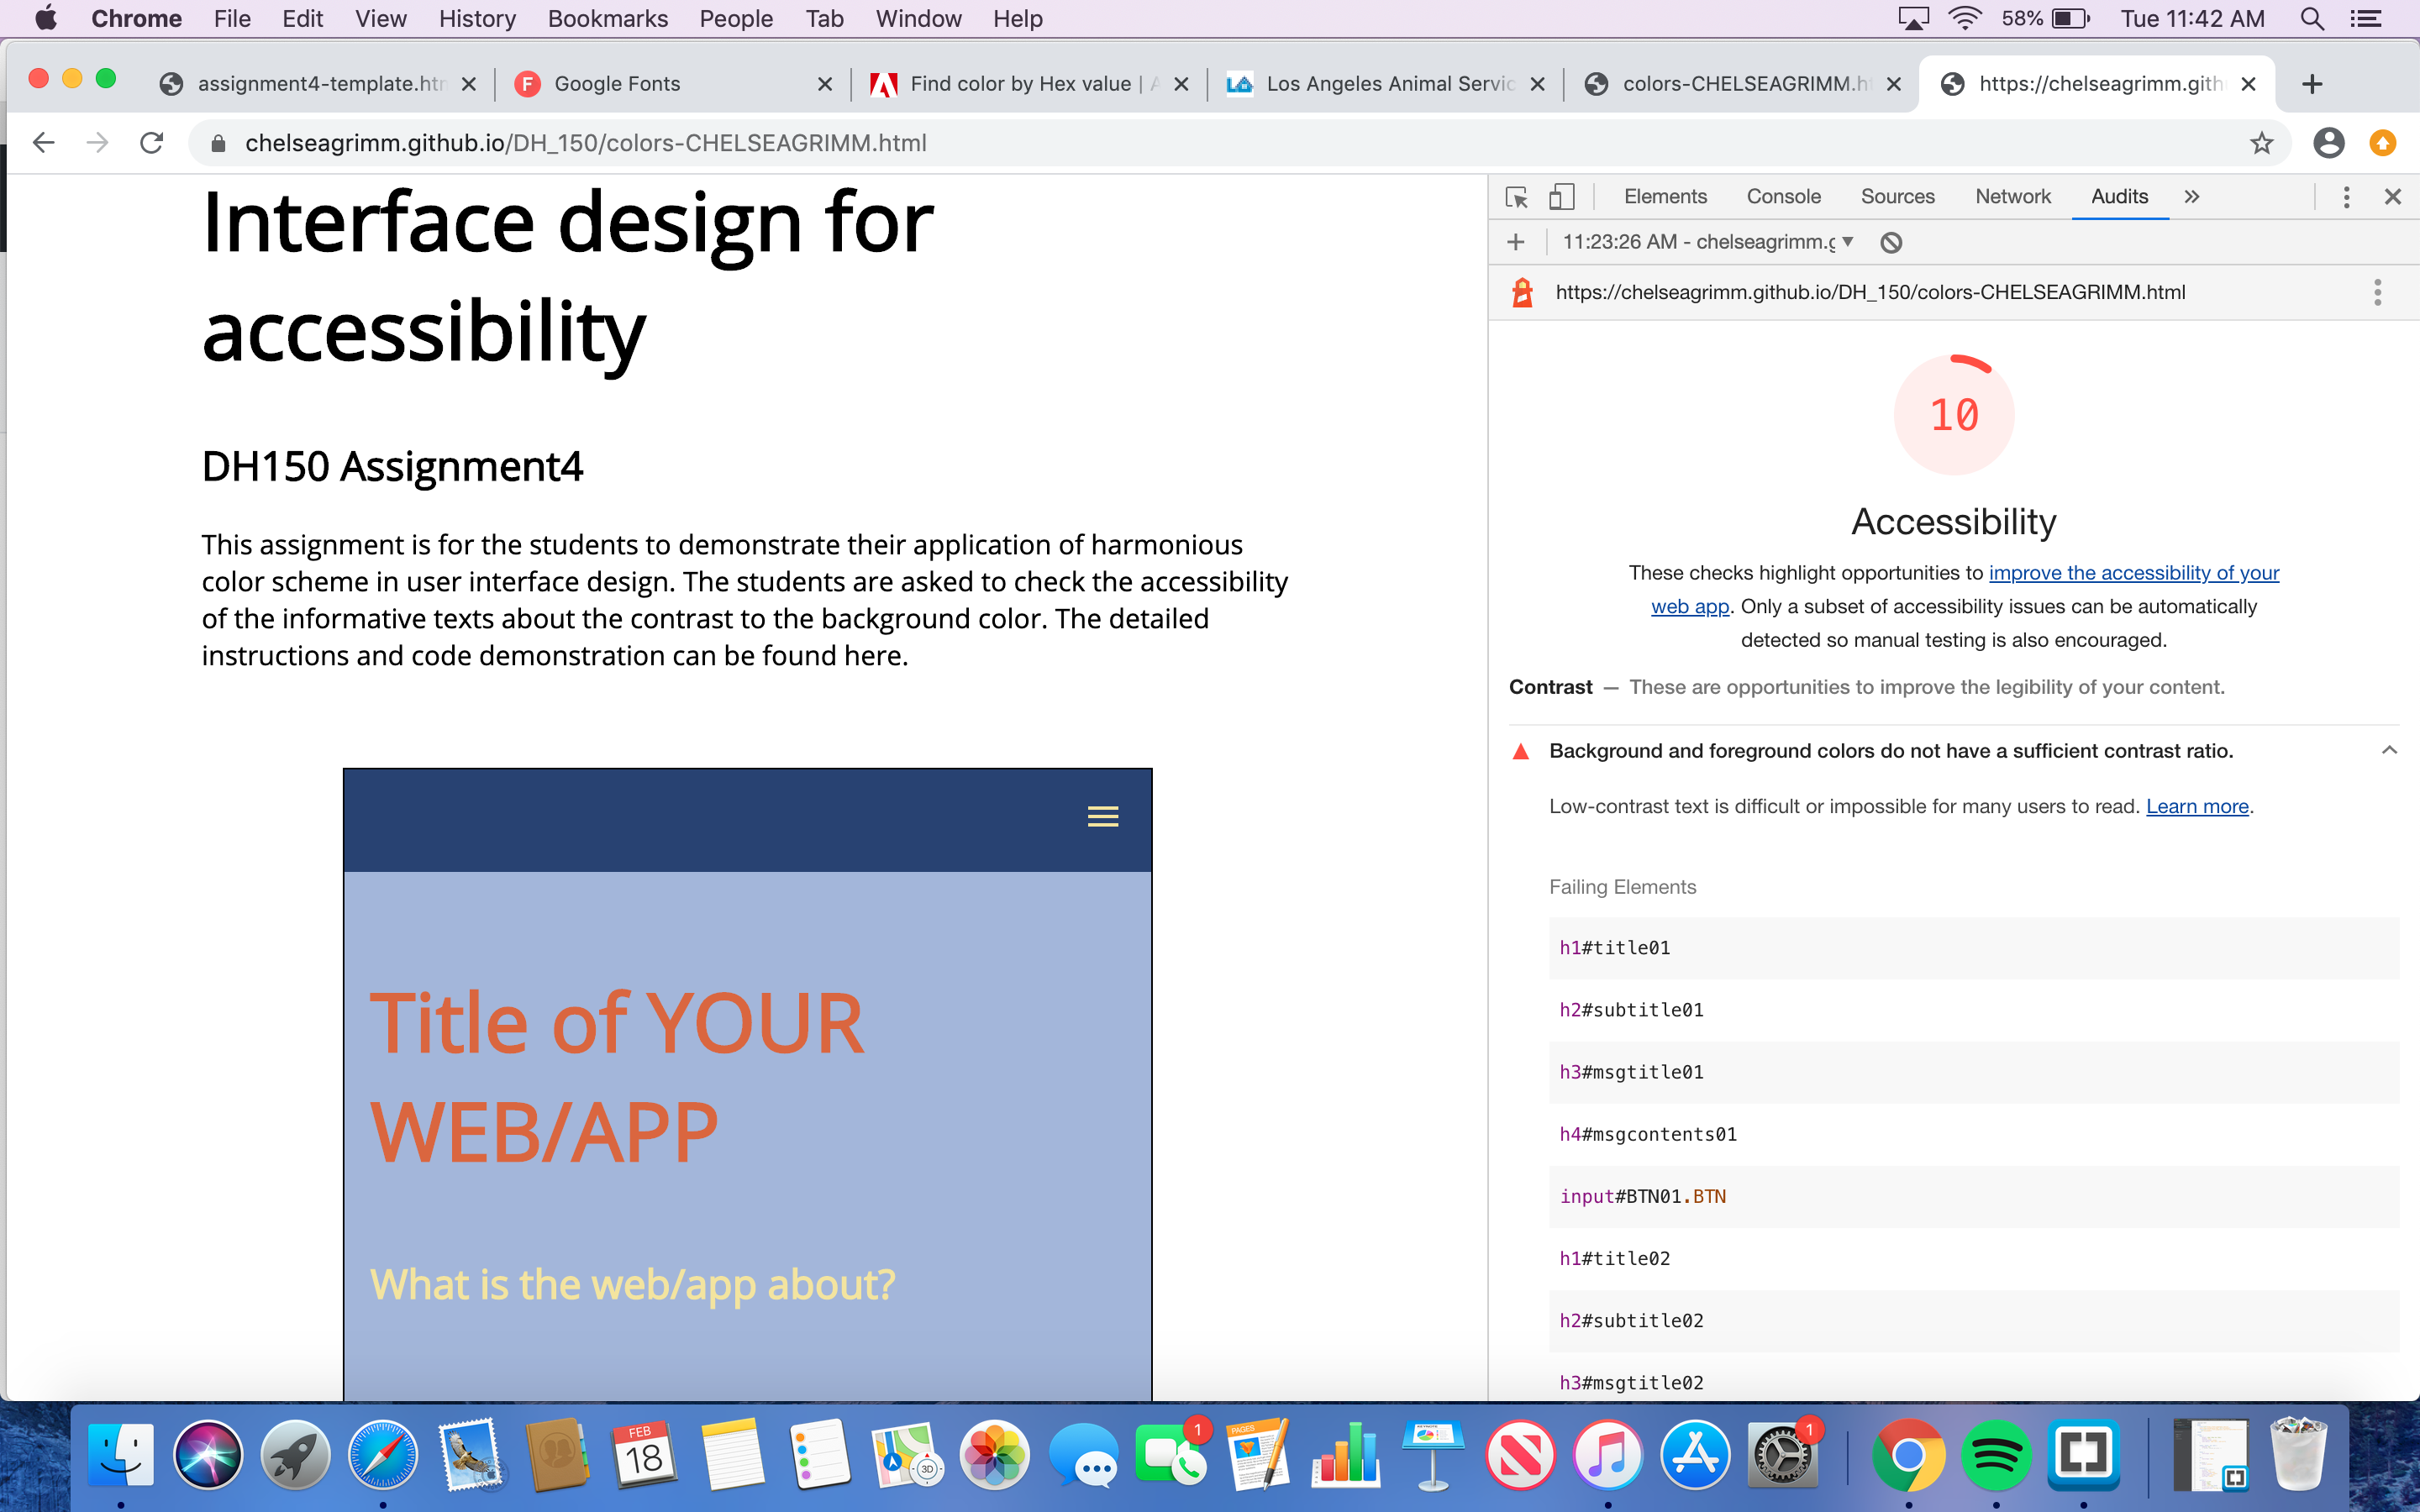 Chrome File Edit View History Bookmarks People Tab Window Help 58% Tue 11:42 AM
assignment4-template.htm Google Fonts Find color by Hex value | A Los Angeles Animal Servic colors-CHELSEAGRIMM.ht https://chelseagrimm.gith
chelseagrimm.github.io/DH_150/colors-CHELSEAGRIMM.html
Interface design for
accessibility
DH150 Assignment4
This assignment is for the students to demonstrate their application of harmonious
color scheme in user interface design. The students are asked to check the accessibility
of the informative texts about the contrast to the background color. The detailed
instructions and code demonstration can be found here.
Title of YOUR
WEB/APP
What is the web/app about?
Elements Console Sources Network Audits »
11:23:26 AM - chelseagrimm.g
https://chelseagrimm.github.io/DH_150/colors-CHELSEAGRIMM.html
10
Accessibility
These checks highlight opportunities to improve the accessibility of your
web app. Only a subset of accessibility issues can be automatically
detected so manual testing is also encouraged.
Contrast — These are opportunities to improve the legibility of your content.
Background and foreground colors do not have a sufficient contrast ratio.
Low-contrast text is difficult or impossible for many users to read. Learn more.
Failing Elements
h1#title01
h2#subtitle01
h3#msgtitle01
h4#msgcontents01
input#BTN01.BTN
h1#title02
h2#subtitle02
h3#msgtitle02
FEB
18
3D
1
PAGES
1